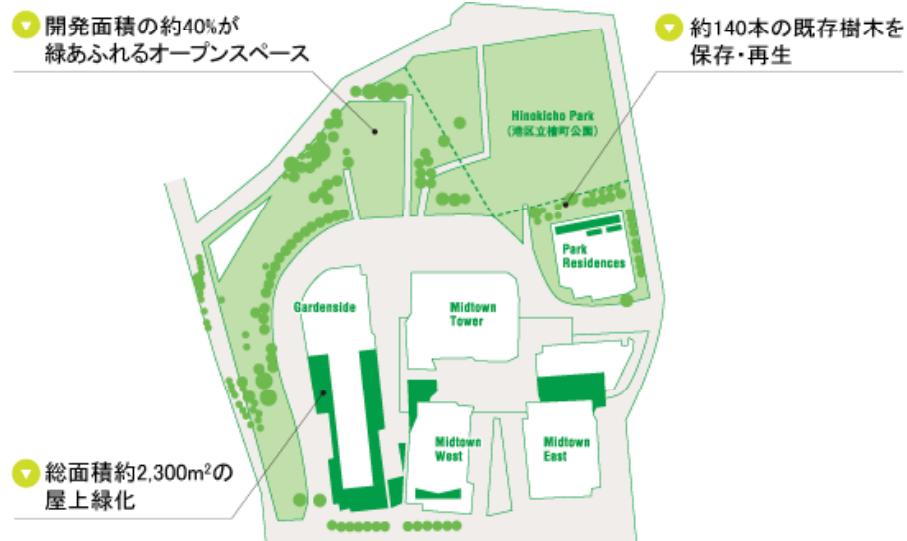 開発面積の約40%が
緑あふれるオープンスペース
約140本の既存樹木を
保存・再生
Hinokicho Park
(港区立檜町公園)
Park
Residences
Gardenside
Midtown
Tower
Midtown
West
Midtown
East
総面積約2,300m²の
屋上緑化